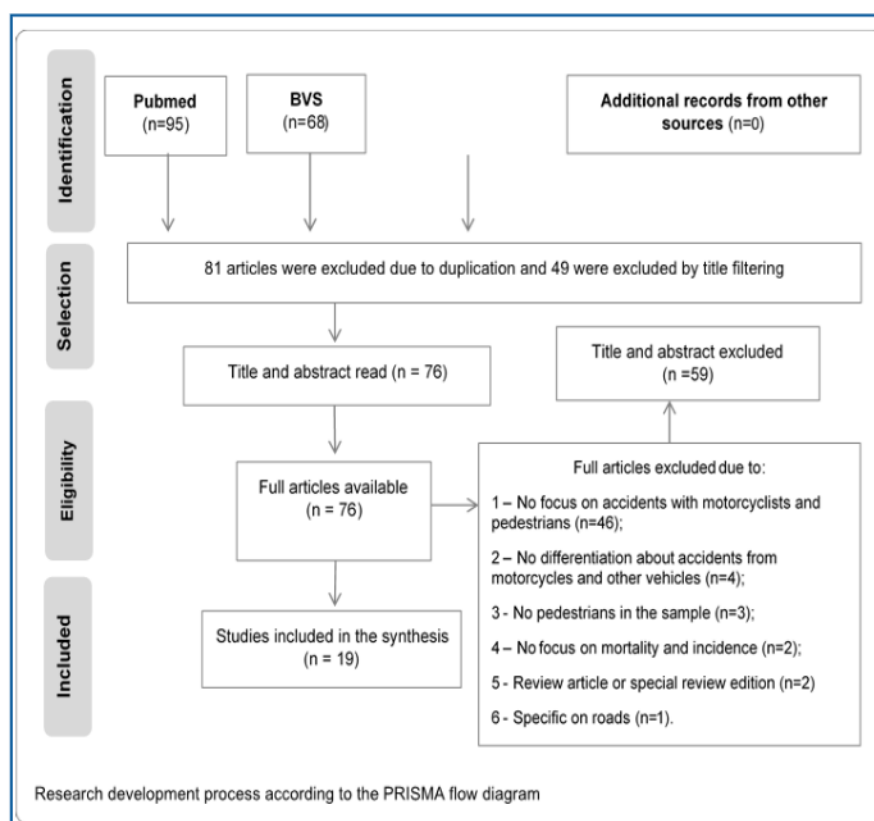 Identification
Pubmed
(n=95)
BVS
(n=68)
Additional records from other
sources (n=0)
Selection
81 articles were excluded due to duplication and 49 were excluded by title filtering
Title and abstract read (n = 76)
Title and abstract excluded
(n =59)
Eligibility
Full articles available
(n = 76)
Full articles excluded due to:
1 – No focus on accidents with motorcyclists and
pedestrians (n=46);
2 – No differentiation about accidents from
motorcycles and other vehicles (n=4);
3 - No pedestrians in the sample (n=3);
4 – No focus on mortality and incidence (n=2);
5 - Review article or special review edition (n=2)
6 - Specific on roads (n=1).
Included
Studies included in the synthesis
(n = 19)
Research development process according to the PRISMA flow diagram